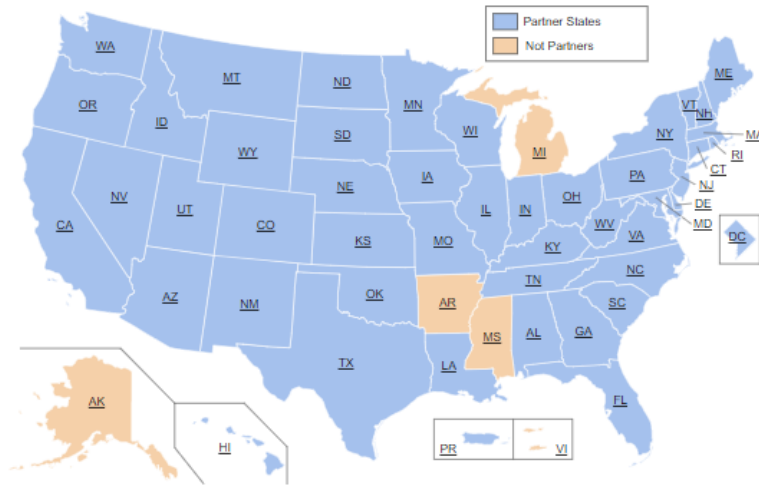 Partner States
Not Partners
WA
MT
ND
MN
ME
VT
NH
OR
ID
SD
WI
NY
MA
WY
MI
RI
CT
NV
NE
IA
PA
NJ
UT
IL
IN
OH
DE
CA
CO
WV
MD
DC
KS
MO
VA
KY
NC
TN
AZ
NM
OK
AR
SC
MS
AL
GA
TX
LA
AK
FL
HI
PR
VI